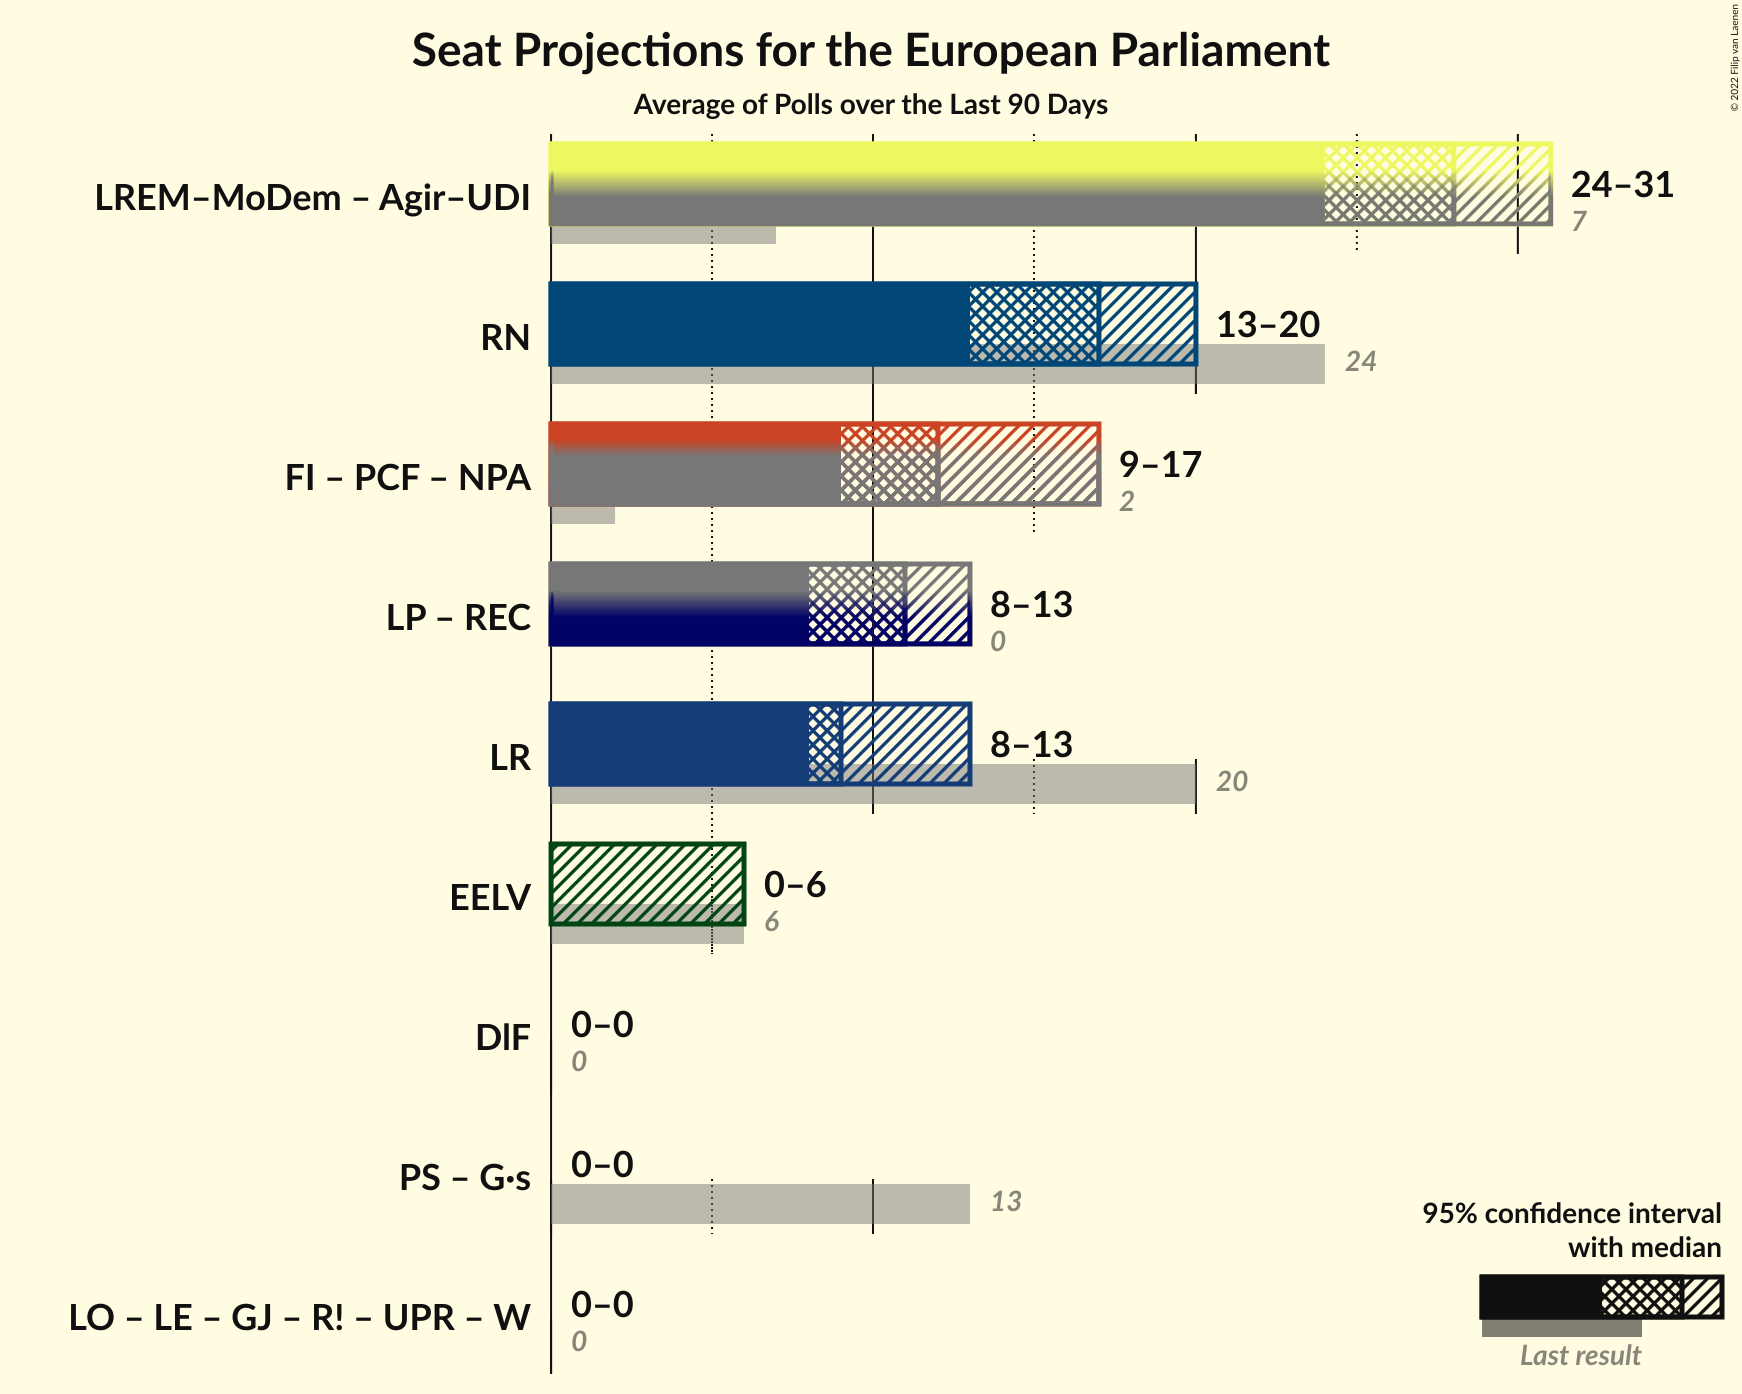 Seat Projections for the European Parliament
Average of Polls over the Last 90 Days
© 2022 Filip van Laenen
LREM–MoDem – Agir–UDI
24–31
7
RN
13–20
24
FI – PCF – NPA
9–17
2
LP – REC
8–13
0
LR
8–13
20
EELV
0–6
6
DlF
0–0
0
PS – G·s
0–0
13
LO – LE – GJ – R! – UPR – W
0–0
0
95% confidence interval
with median
Last result